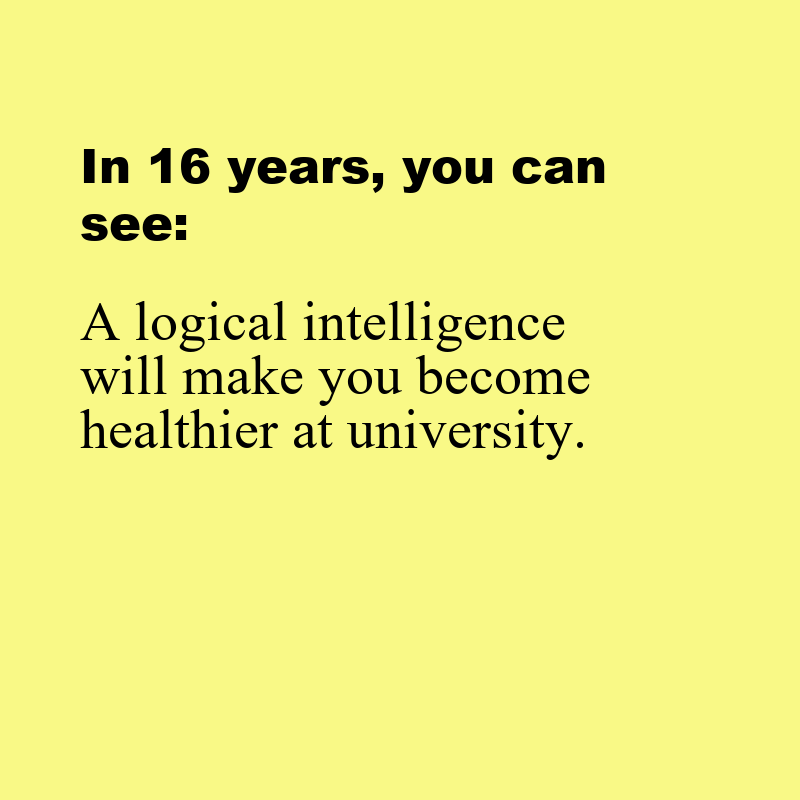 In 16 years, you can
see:
A logical intelligence
will make you become
healthier at university.